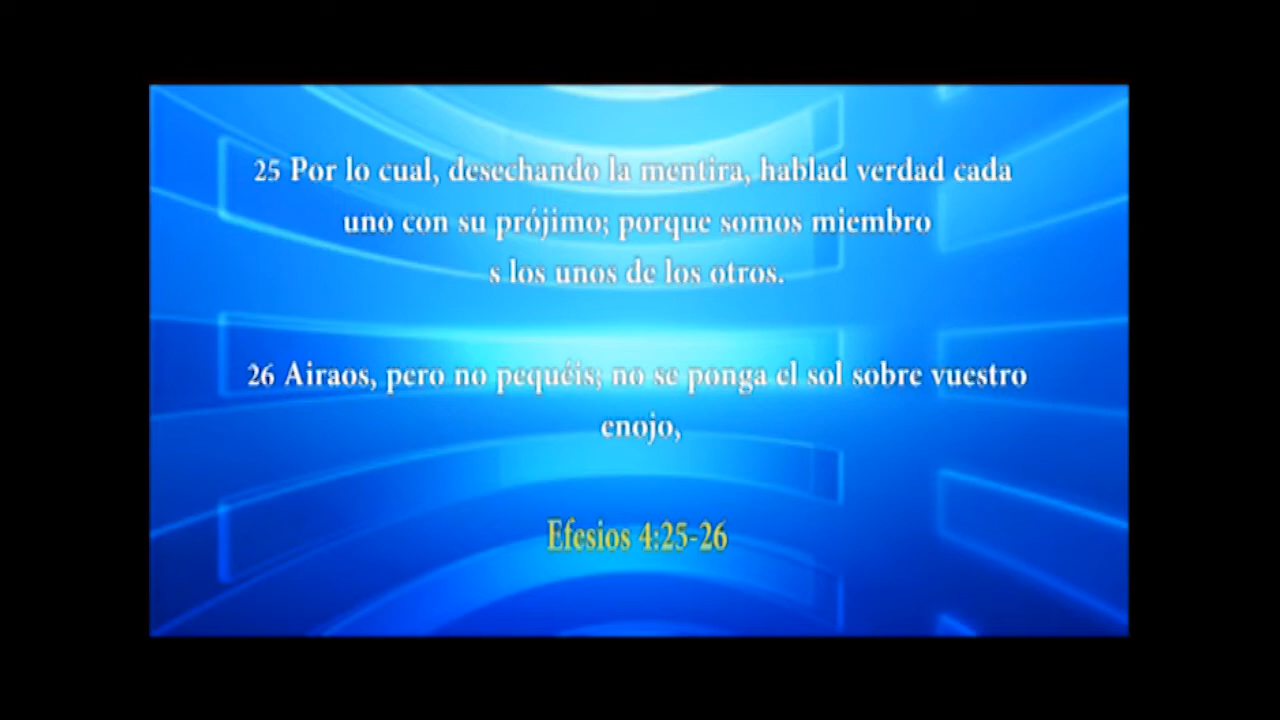 25 Por lo cual, desechando la mentira, hablad verdad cada
uno con su prójimo; porque somos miembro
s los unos de los otros.
26 Airaos, pero no pequéis; no se ponga el sol sobre vuestro
enojo,
Efesios 4:25-26